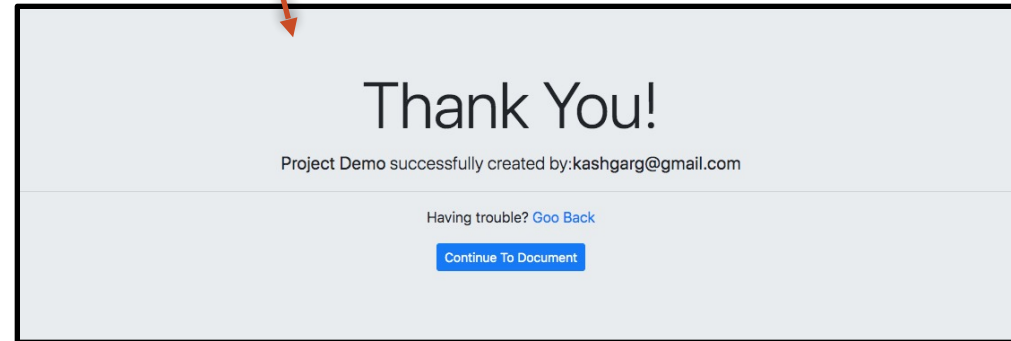 Thank You!
Project Demo successfully created by:kashgarg@gmail.com
Having trouble? Goo Back
Continue To Document